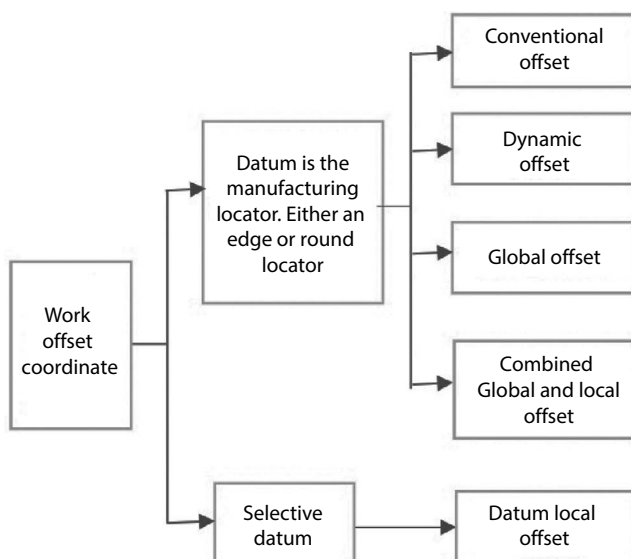 Work
offset
coordinate
Datum is the
manufacturing
locator. Either an
edge or round
locator
Conventional
offset
Dynamic
offset
Global offset
Combined
Global and local
offset
Selective
datum
Datum local
offset